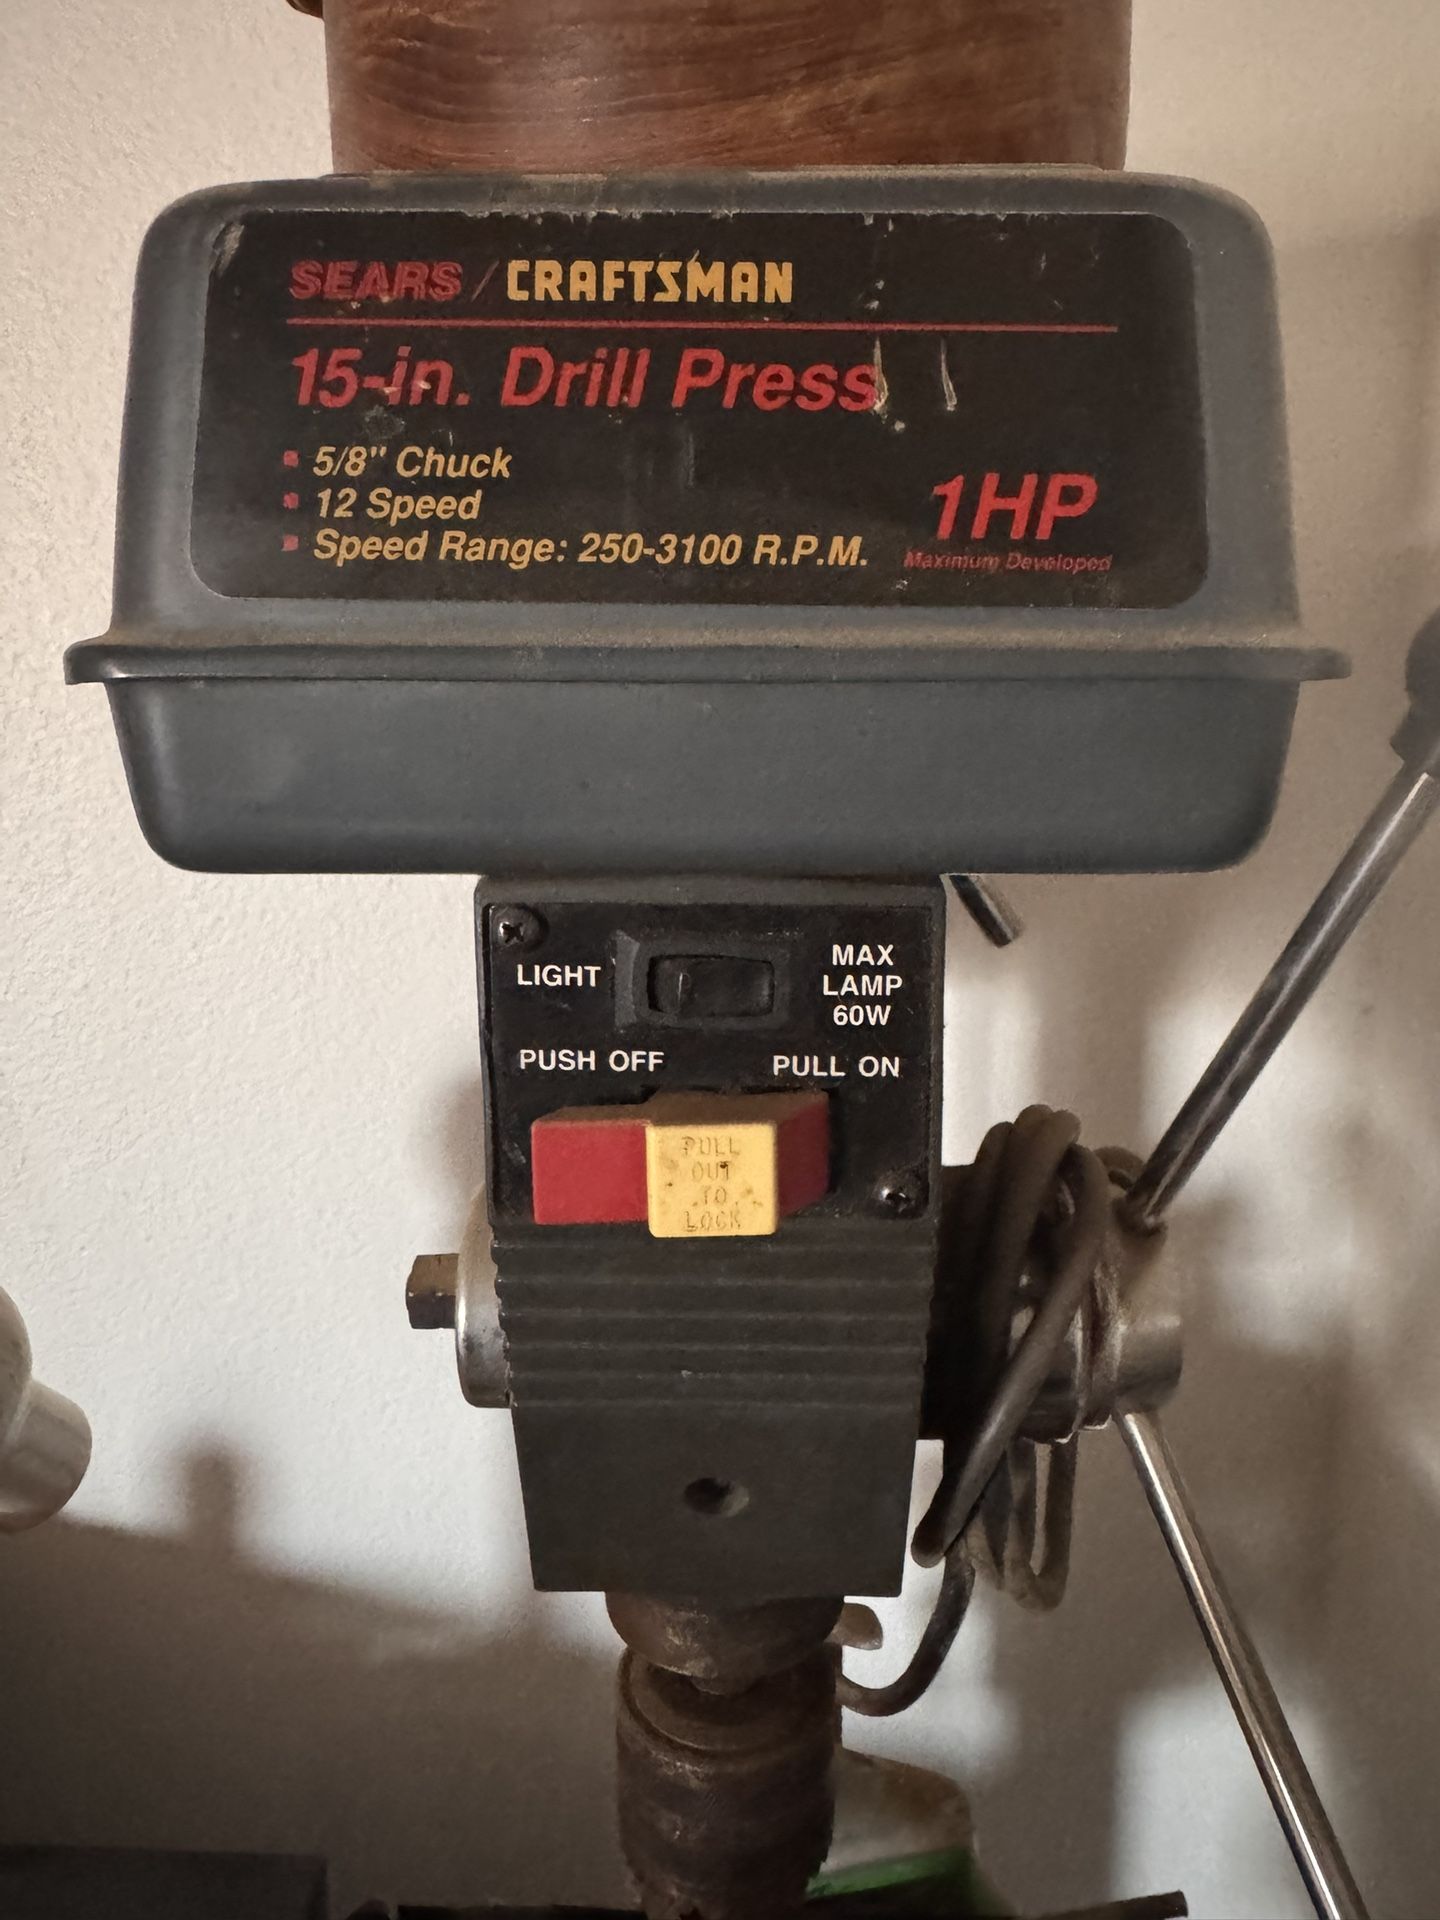 SEARS / CRAFTSMAN
15-in. Drill Press
▪ 5/8" Chuck
▪ 12 Speed
▪ Speed Range: 250-3100 R.P.M.
1HP
Maximum Developed
LIGHT
MAX
LAMP
60W
PUSH OFF
PULL ON
PULL
OUT
TO
LOCK